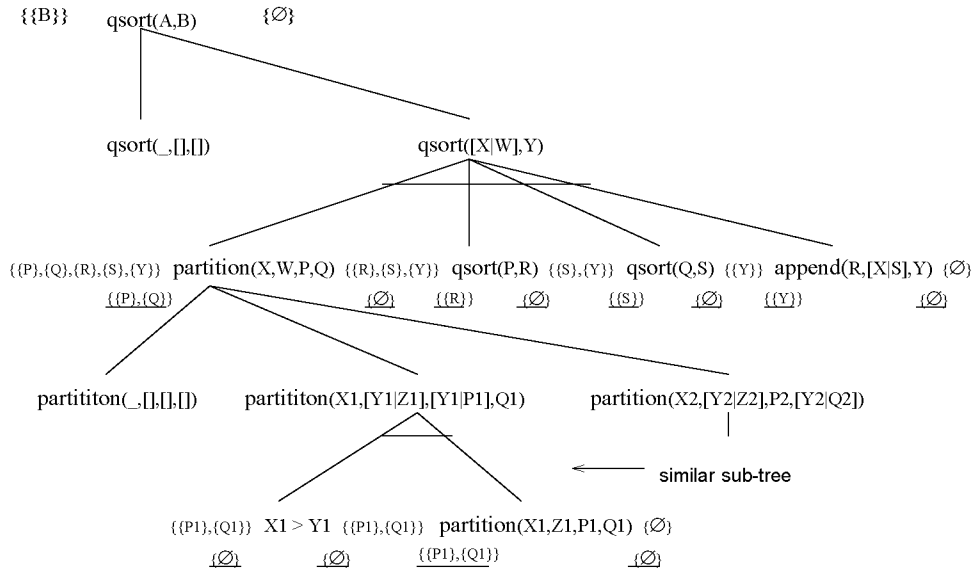 {{B}} qsort(A,B) {∅}
qsort(_,[],[]) qsort([X|W],Y)
{{P},{Q},{R},{S},{Y}} partition(X,W,P,Q) {{R},{S},{Y}} qsort(P,R) {{S},{Y}} qsort(Q,S) {{Y}} append(R,[X|S],Y) {∅}
{{P},{Q}} {∅} {{R}} {∅} {{S}} {∅} {{Y}} {∅}
partititon(_,[],[],[]) partititon(X1,[Y1|Z1],[Y1|P1],Q1) partition(X2,[Y2|Z2],P2,[Y2|Q2])
similar sub-tree
{{P1},{Q1}} X1 > Y1 {{P1},{Q1}} partition(X1,Z1,P1,Q1) {∅}
{∅} {∅} {{P1},{Q1}} {∅}